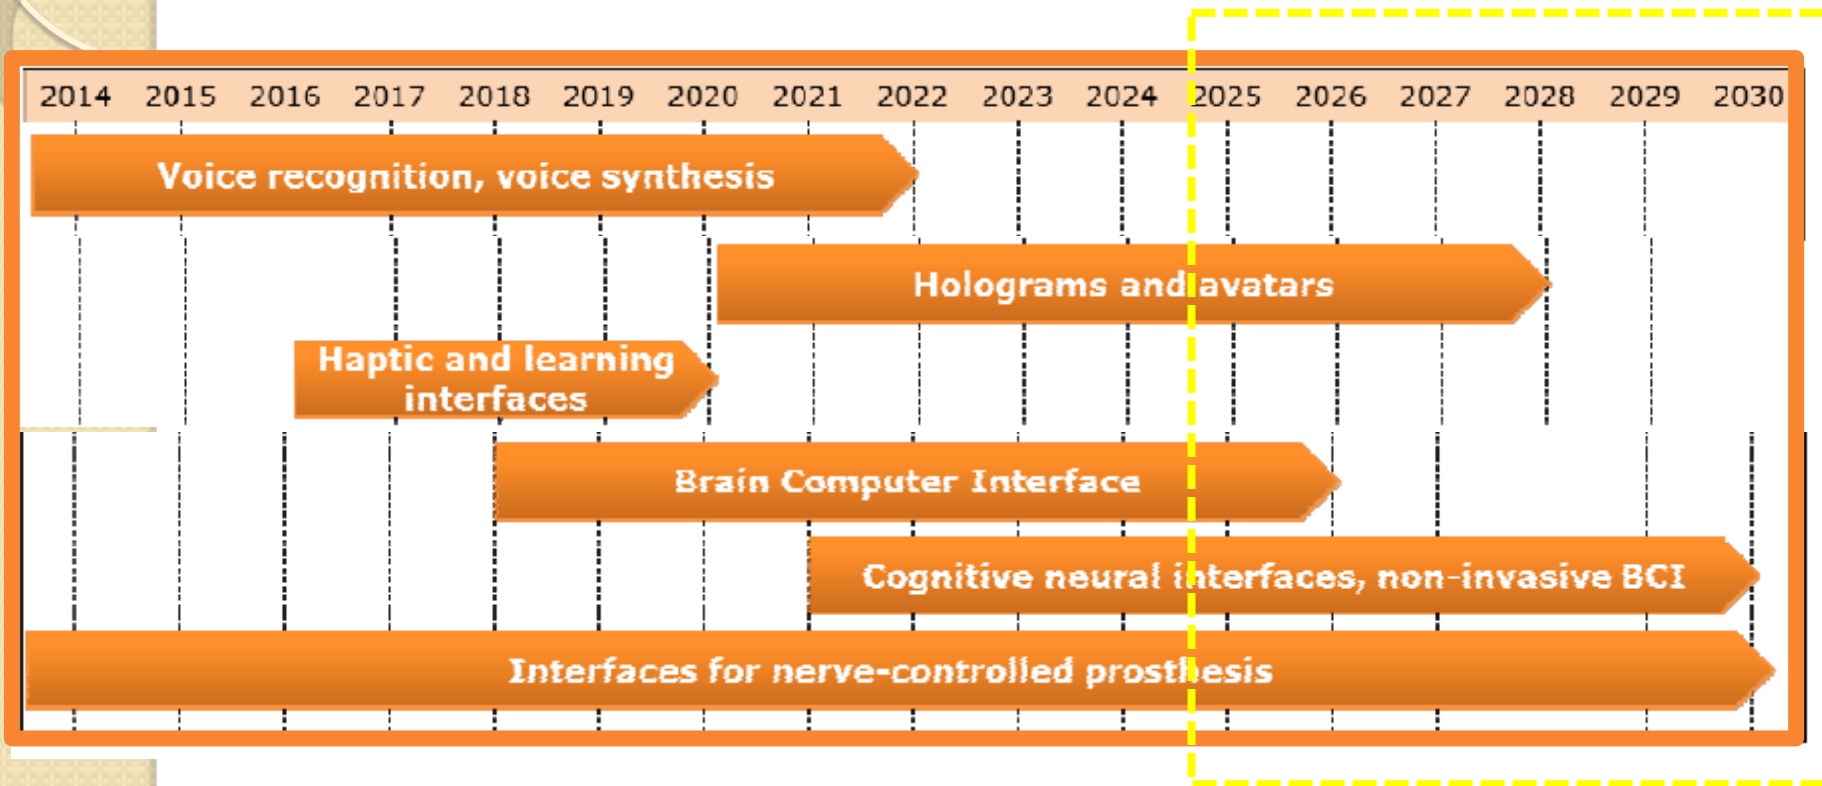 2014 2015 2016 2017 2018 2019 2020 2021 2022 2023 2024 2025 2026 2027 2028 2029 2030
Voice recognition, voice synthesis
Holograms and avatars
Haptic and learning
interfaces
Brain Computer Interface
Cognitive neural interfaces, non-invasive BCI
Interfaces for nerve-controlled prosthesis